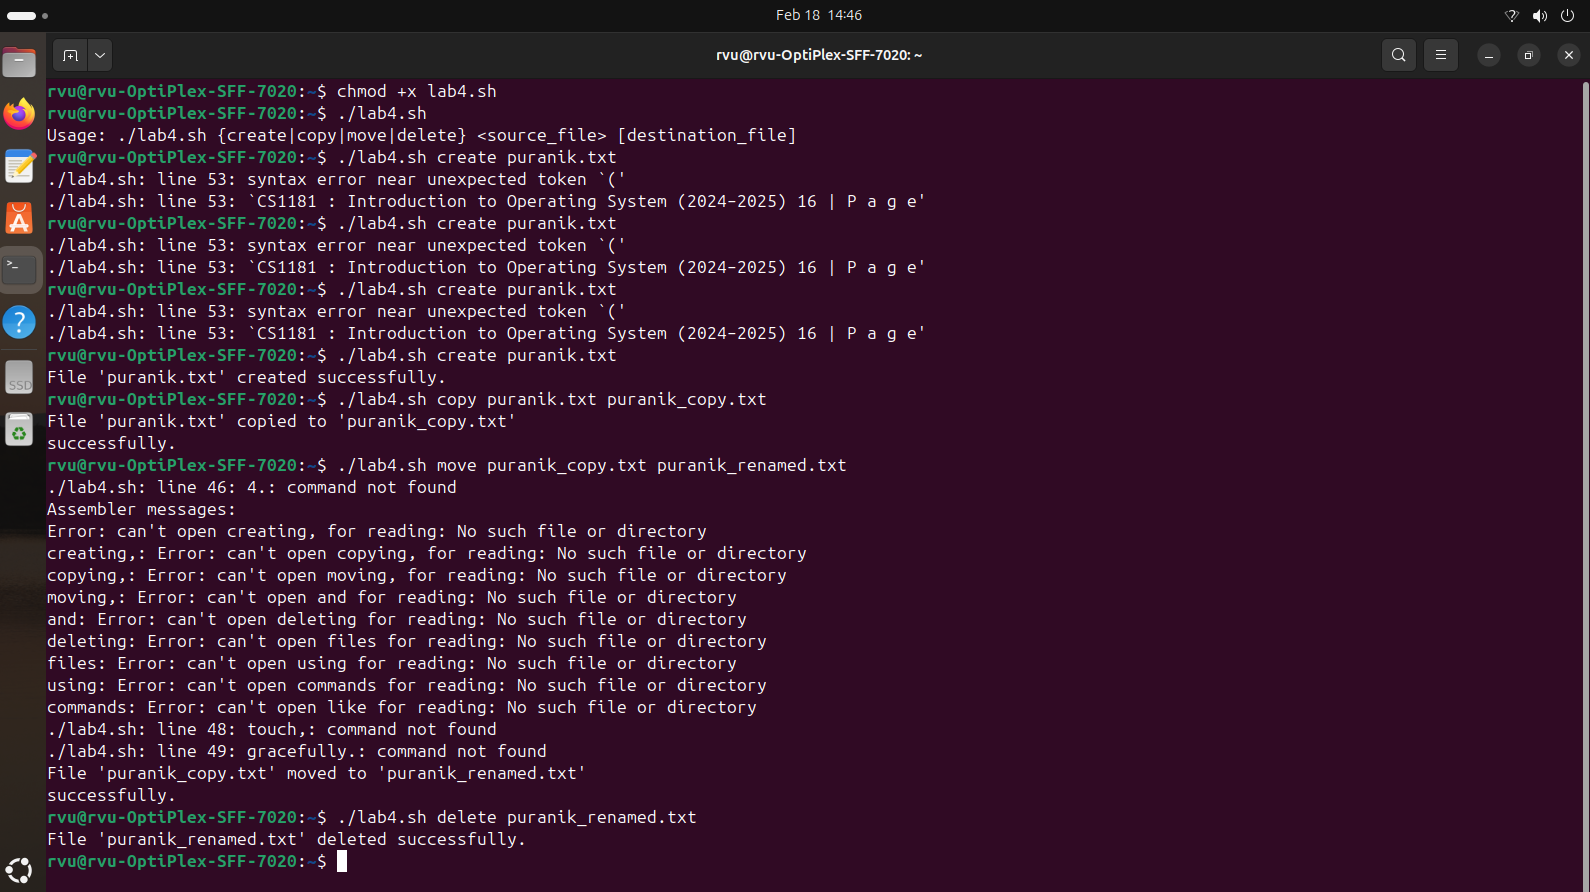 Feb 18 14:46
rvu@rvu-OptiPlex-SFF-7020: ~
rvu@rvu-OptiPlex-SFF-7020:~$ chmod +x lab4.sh
rvu@rvu-OptiPlex-SFF-7020:~$ ./lab4.sh
Usage: ./lab4.sh {create|copy|move|delete} <source_file> [destination_file]
rvu@rvu-OptiPlex-SFF-7020:~$ ./lab4.sh create puranik.txt
./lab4.sh: line 53: syntax error near unexpected token `('
./lab4.sh: line 53: `CS1181 : Introduction to Operating System (2024–2025) 16 | P a g e'
rvu@rvu-OptiPlex-SFF-7020:~$ ./lab4.sh create puranik.txt
./lab4.sh: line 53: syntax error near unexpected token `('
./lab4.sh: line 53: `CS1181 : Introduction to Operating System (2024–2025) 16 | P a g e'
rvu@rvu-OptiPlex-SFF-7020:~$ ./lab4.sh create puranik.txt
./lab4.sh: line 53: syntax error near unexpected token `('
./lab4.sh: line 53: `CS1181 : Introduction to Operating System (2024–2025) 16 | P a g e'
rvu@rvu-OptiPlex-SFF-7020:~$ ./lab4.sh create puranik.txt
File 'puranik.txt' created successfully.
rvu@rvu-OptiPlex-SFF-7020:~$ ./lab4.sh copy puranik.txt puranik_copy.txt
File 'puranik.txt' copied to 'puranik_copy.txt'
successfully.
rvu@rvu-OptiPlex-SFF-7020:~$ ./lab4.sh move puranik_copy.txt puranik_renamed.txt
./lab4.sh: line 46: 4.: command not found
Assembler messages:
Error: can't open creating, for reading: No such file or directory
creating,: Error: can't open copying, for reading: No such file or directory
copying,: Error: can't open moving, for reading: No such file or directory
moving,: Error: can't open and for reading: No such file or directory
and: Error: can't open deleting for reading: No such file or directory
deleting: Error: can't open files for reading: No such file or directory
files: Error: can't open using for reading: No such file or directory
using: Error: can't open commands for reading: No such file or directory
commands: Error: can't open like for reading: No such file or directory
./lab4.sh: line 48: touch,: command not found
./lab4.sh: line 49: gracefully.: command not found
File 'puranik_copy.txt' moved to 'puranik_renamed.txt'
successfully.
rvu@rvu-OptiPlex-SFF-7020:~$ ./lab4.sh delete puranik_renamed.txt
File 'puranik_renamed.txt' deleted successfully.
rvu@rvu-OptiPlex-SFF-7020:~$
SSD